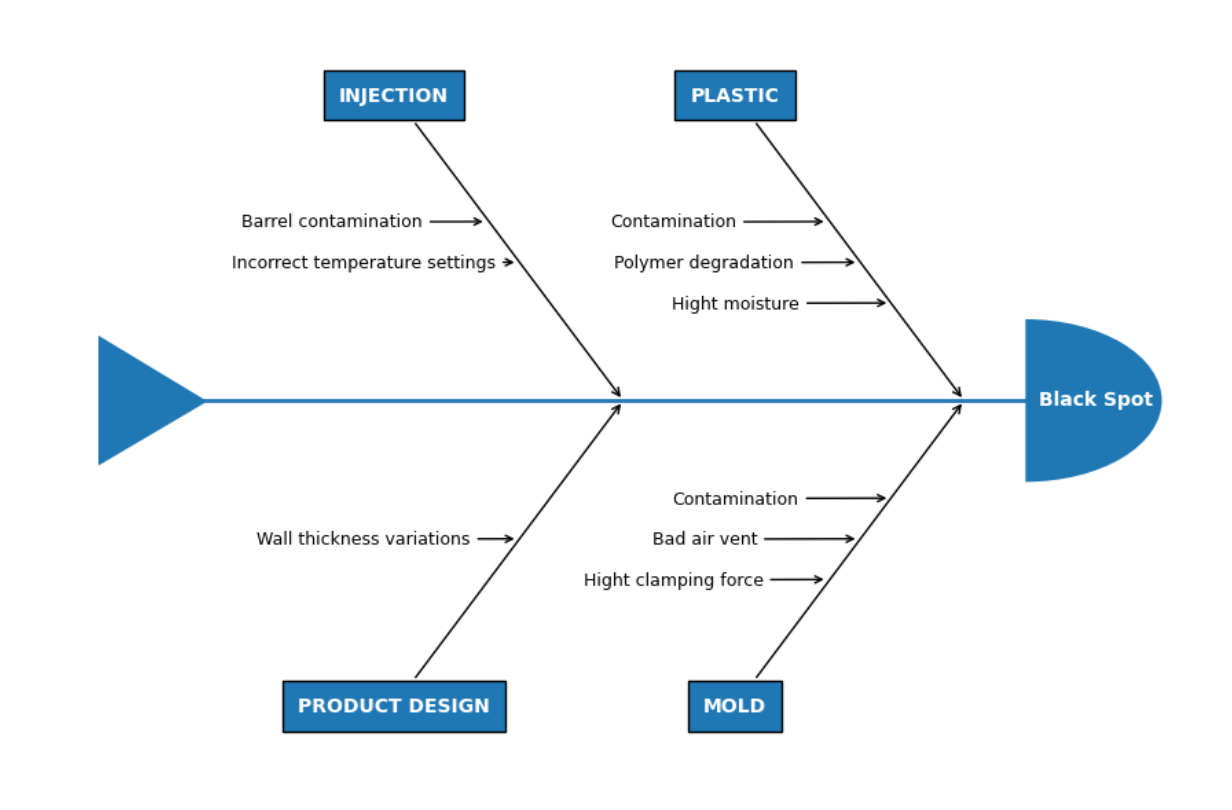 INJECTION
PLASTIC
Barrel contamination
Incorrect temperature settings
Contamination
Polymer degradation
Hight moisture
Black Spot
Wall thickness variations
Contamination
Bad air vent
Hight clamping force
PRODUCT DESIGN
MOLD